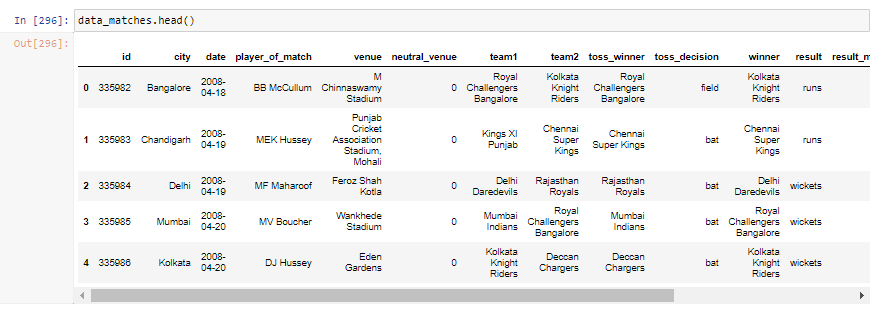 In [296]: data_matches.head()
Out[296]:
id city date player_of_match venue neutral_venue team1 team2 toss_winner toss_decision winner result result_m
0 335982 Bangalore 2008-04-18 BB McCullum M Chinnaswamy Stadium 0 Royal Challengers Bangalore Kolkata Knight Riders Royal Challengers Bangalore field Kolkata Knight Riders runs
1 335983 Chandigarh 2008-04-19 MEK Hussey Punjab Cricket Association Stadium, Mohali 0 Kings XI Punjab Chennai Super Kings Chennai Super Kings bat Chennai Super Kings runs
2 335984 Delhi 2008-04-19 MF Maharoof Feroz Shah Kotla 0 Delhi Daredevils Rajasthan Royals Rajasthan Royals bat Delhi Daredevils wickets
3 335985 Mumbai 2008-04-20 MV Boucher Wankhede Stadium 0 Mumbai Indians Royal Challengers Bangalore Mumbai Indians bat Royal Challengers Bangalore wickets
4 335986 Kolkata 2008-04-20 DJ Hussey Eden Gardens 0 Kolkata Knight Riders Deccan Chargers Deccan Chargers bat Kolkata Knight Riders wickets